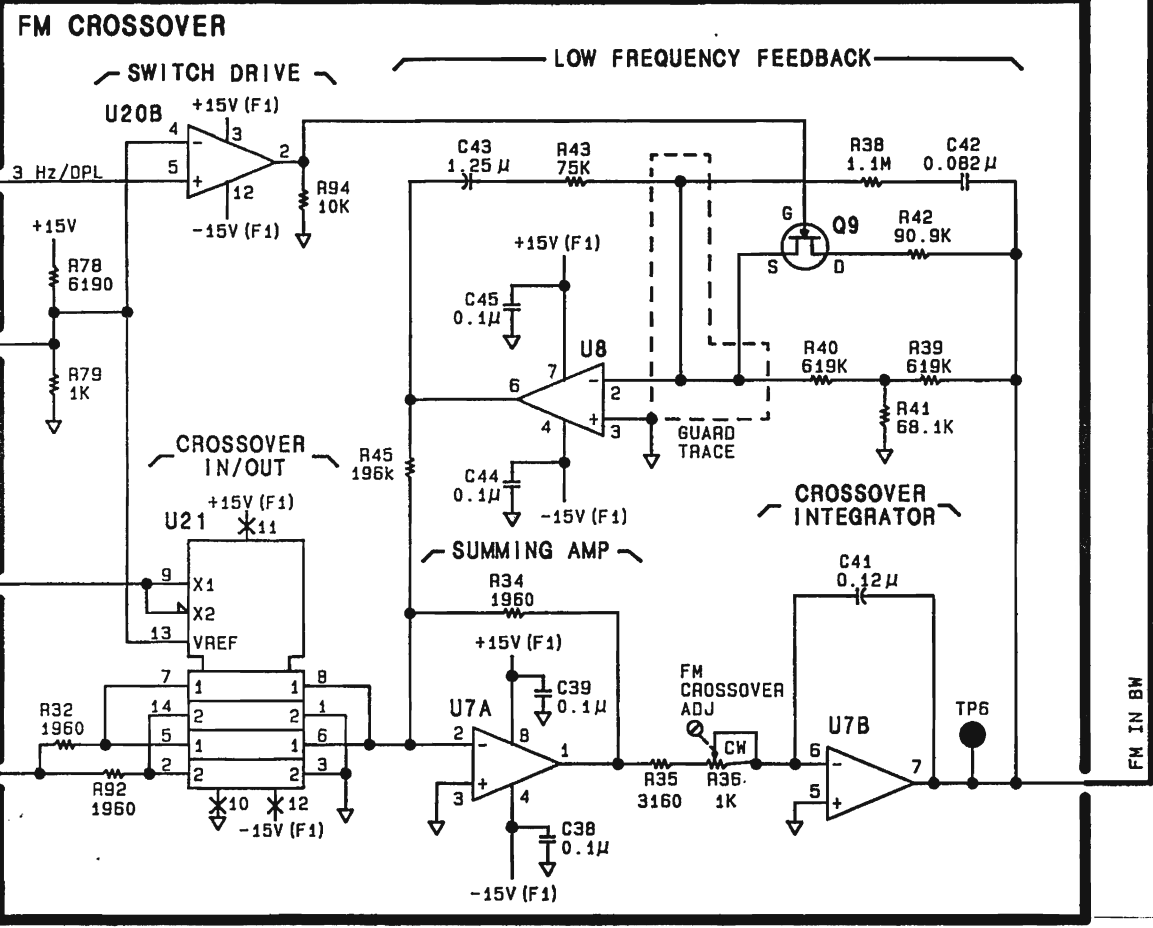 FM CROSSOVER
SWITCH DRIVE
LOW FREQUENCY FEEDBACK
U20B
+15V (F1)
4
3
2
5
12
-15V (F1)
3 Hz/DPL
R94
10K
C43
1.25µ
R43
75K
R38
1.1M
C42
0.082µ
G
Q9
S
D
R42
90.9K
+15V
R78
6190
R79
1K
+15V (F1)
C45
0.1µ
U8
7
6
2
4
3
R40
619K
R39
619K
R41
68.1K
GUARD
TRACE
R45
196K
C44
0.1µ
-15V (F1)
CROSSOVER
IN/OUT
+15V (F1)
U21
11
9
X1
X2
13
VREF
7
1
1
8
14
2
2
1
5
1
1
6
2
2
2
3
10
12
-15V (F1)
R32
1960
R92
1960
SUMMING AMP
R34
1960
+15V (F1)
C39
0.1µ
U7A
8
2
1
3
4
C38
0.1µ
-15V (F1)
CROSSOVER
INTEGRATOR
C41
0.12µ
FM
CROSSOVER
ADJ
CW
R35
3160
R36
1K
U7B
6
7
5
TP6
FM IN BW